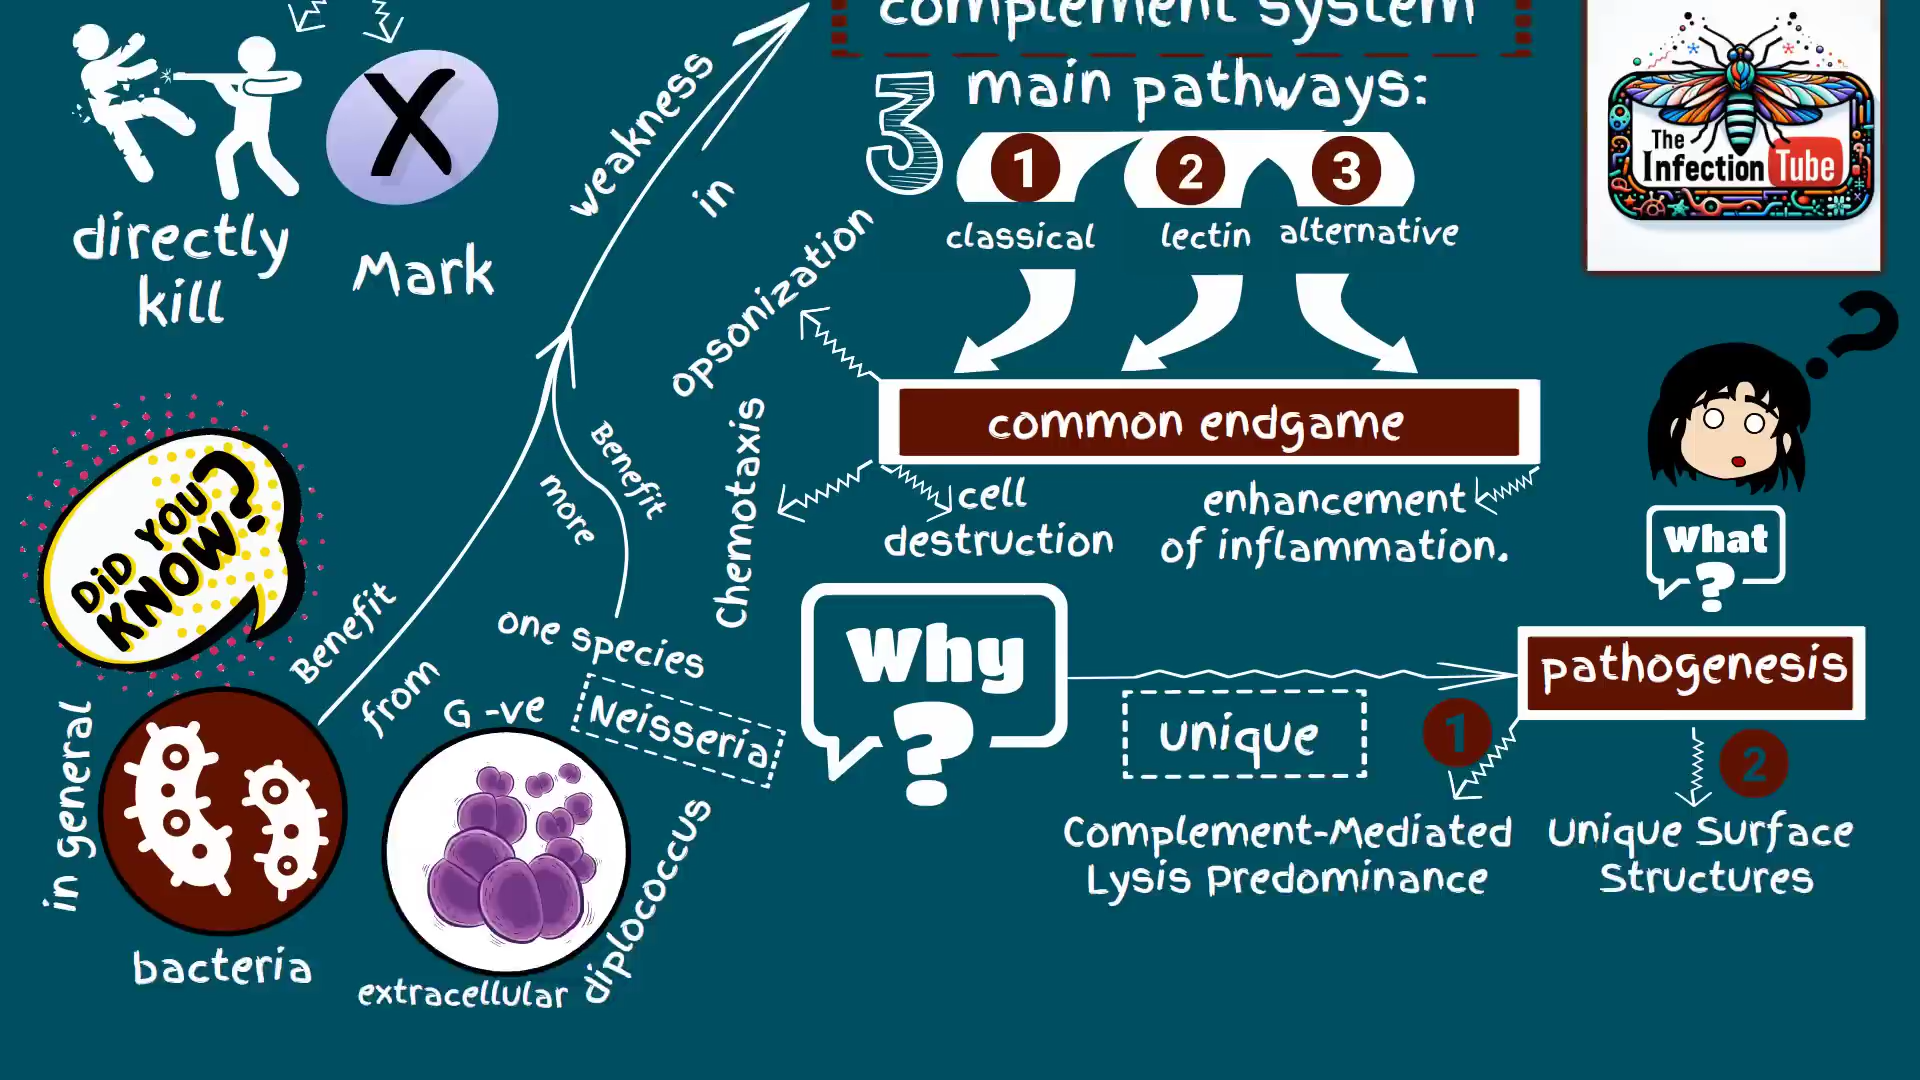 complement system
3 main pathways:
1
2
3
classical
lectin
alternative
The
Infection Tube
directly
kill
X
Mark
weakness
in
opsonization
common endgame
Chemotaxis
cell
destruction
enhancement
of inflammation.
Benefit
more
DiD YOU
KNOW?
Benefit
from
one species
Neisseria
G -ve
in general
bacteria
extracellular
diplococcus
Why
?
unique
?
What
?
pathogenesis
1
2
Complement-Mediated
Lysis Predominance
Unique Surface
Structures